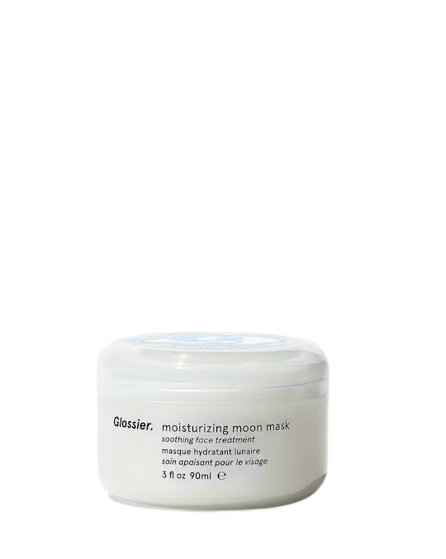 Glossier. moisturizing moon mask
soothing face treatment
masque hydratant lunaire
soin apaisant pour le visage
3 fl oz 90ml ℮